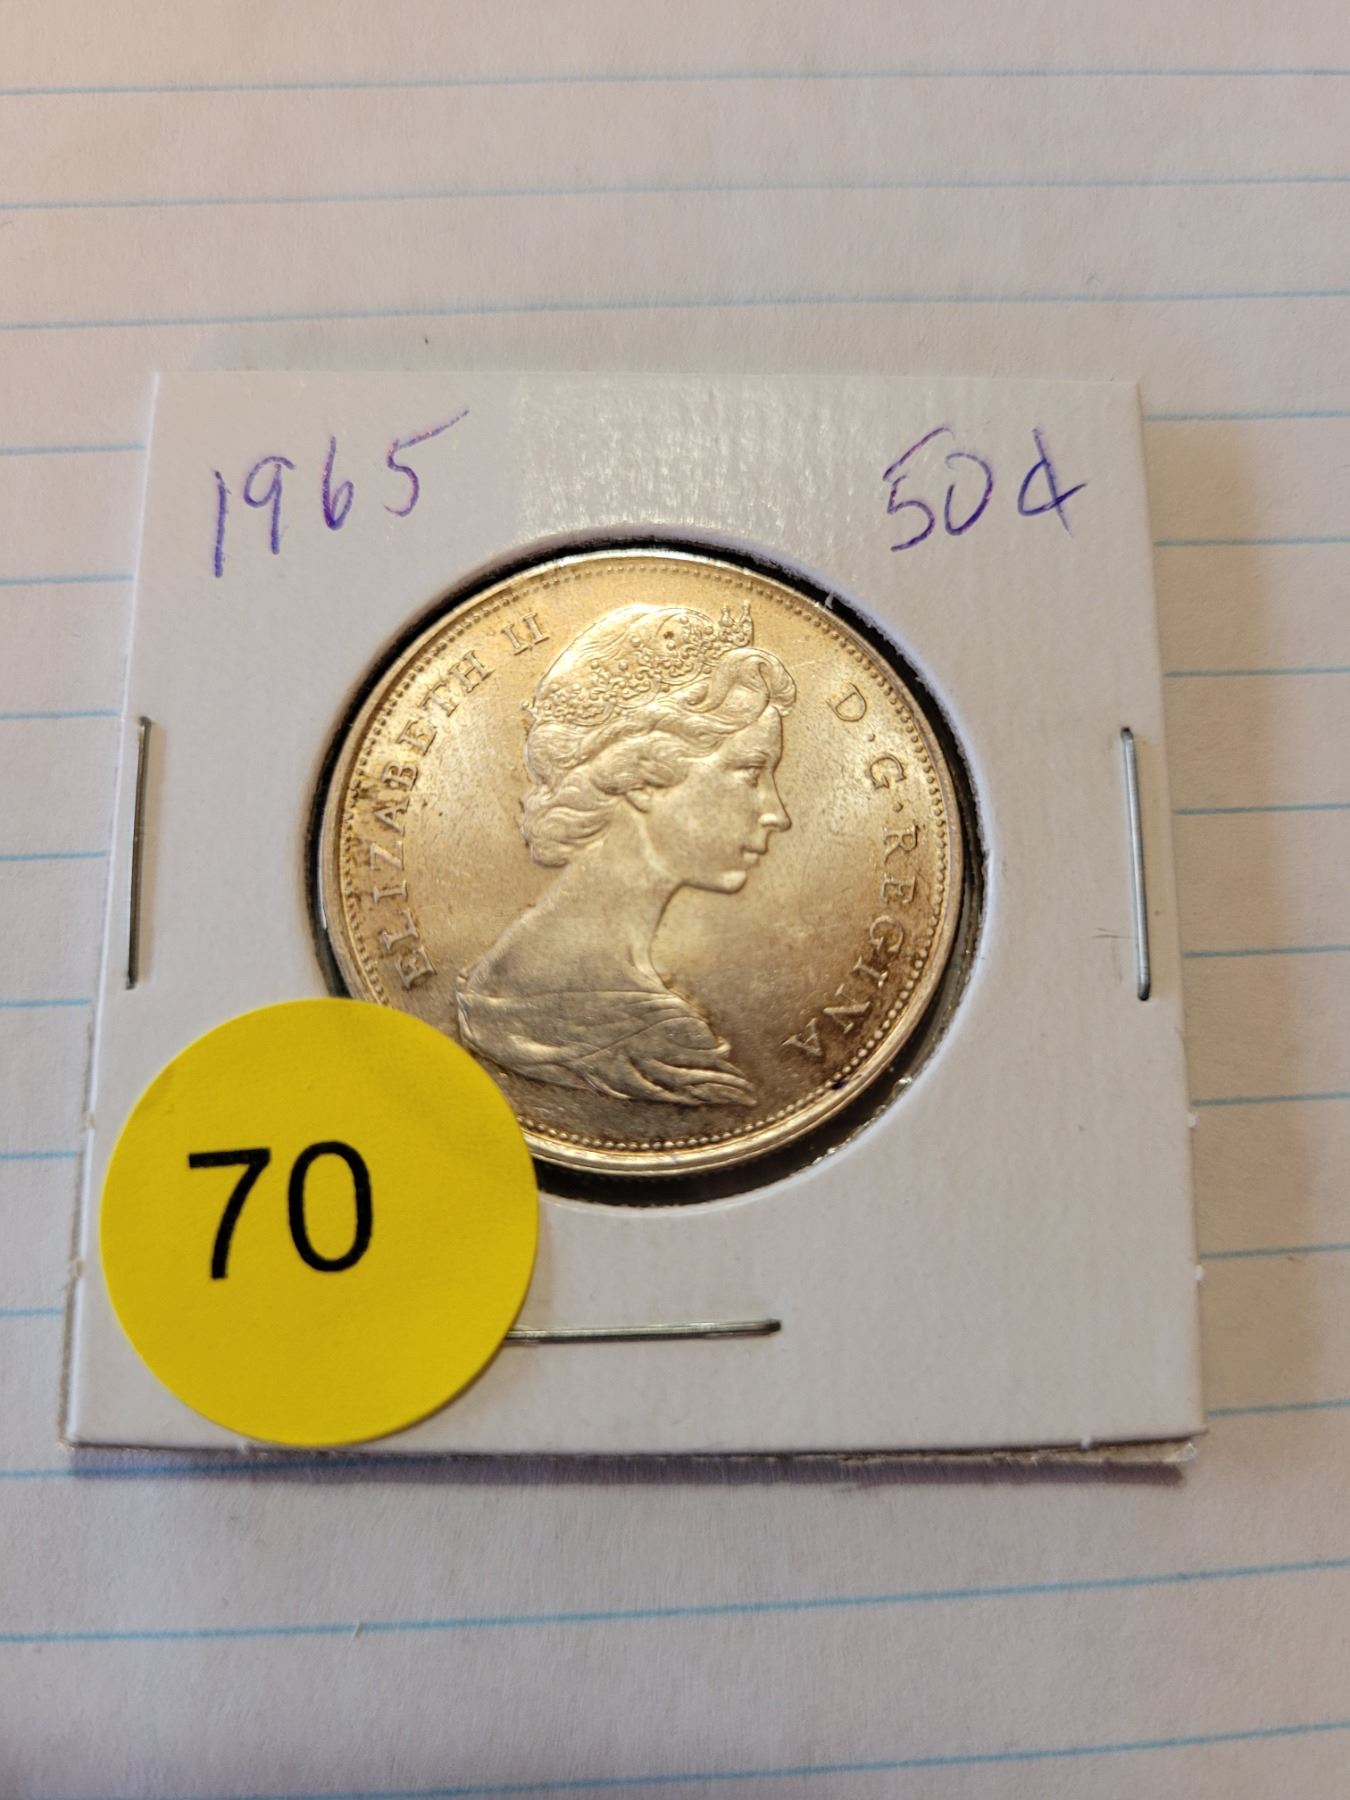 1965 50¢
ELIZABETH II D·G·REGINA
70